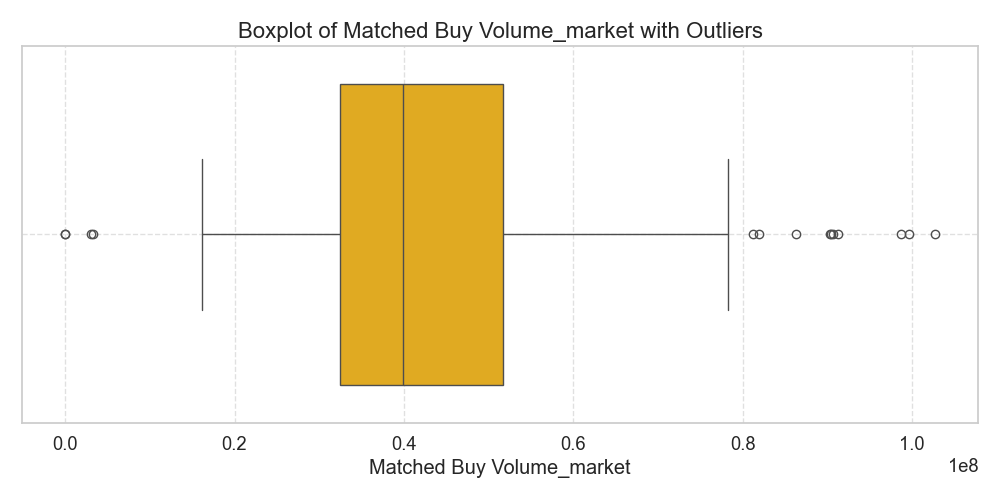 Boxplot of Matched Buy Volume_market with Outliers
0.0 0.2 0.4 0.6 0.8 1.0
1e8
Matched Buy Volume_market